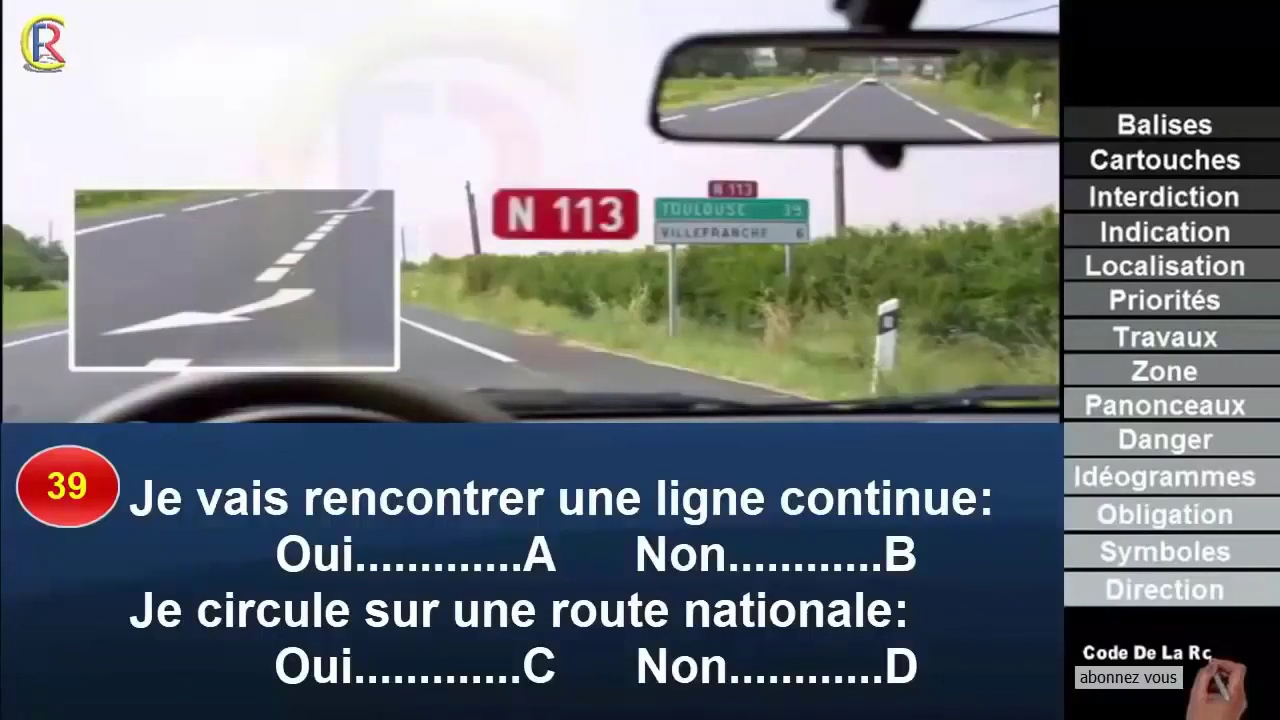 CFR
N 113
N 113
TOULOUSE 39
VILLEFRANCHE 6
39
Je vais rencontrer une ligne continue:
Oui.............A Non............B
Je circule sur une route nationale:
Oui.............C Non............D
Balises
Cartouches
Interdiction
Indication
Localisation
Priorités
Travaux
Zone
Panonceaux
Danger
Idéogrammes
Obligation
Symboles
Direction
Code De La Rc
abonnez vous